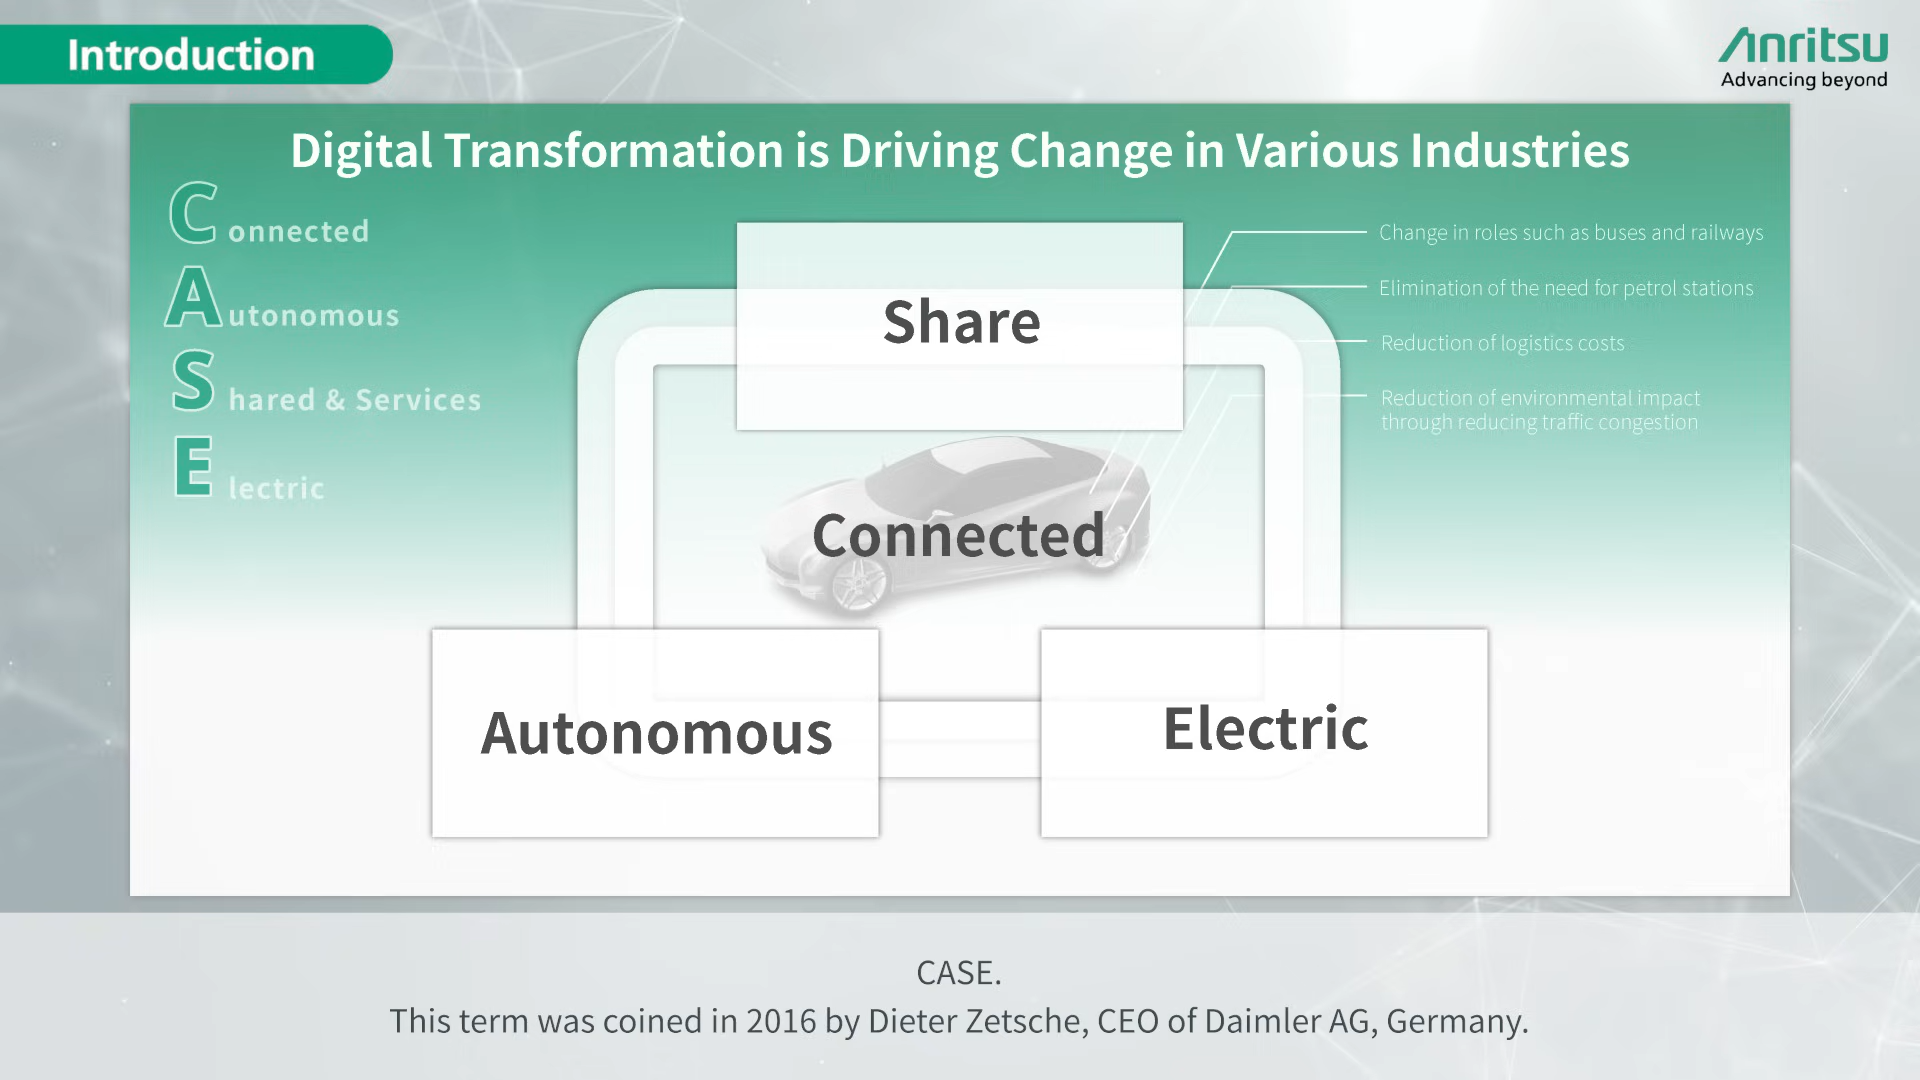 Introduction
Anritsu
Advancing beyond
Digital Transformation is Driving Change in Various Industries
Connected
Autonomous
Shared & Services
Electric
Share
Connected
Autonomous
Electric
Change in roles such as buses and railways
Elimination of the need for petrol stations
Reduction of logistics costs
Reduction of environmental impact
through reducing traffic congestion
CASE.
This term was coined in 2016 by Dieter Zetsche, CEO of Daimler AG, Germany.